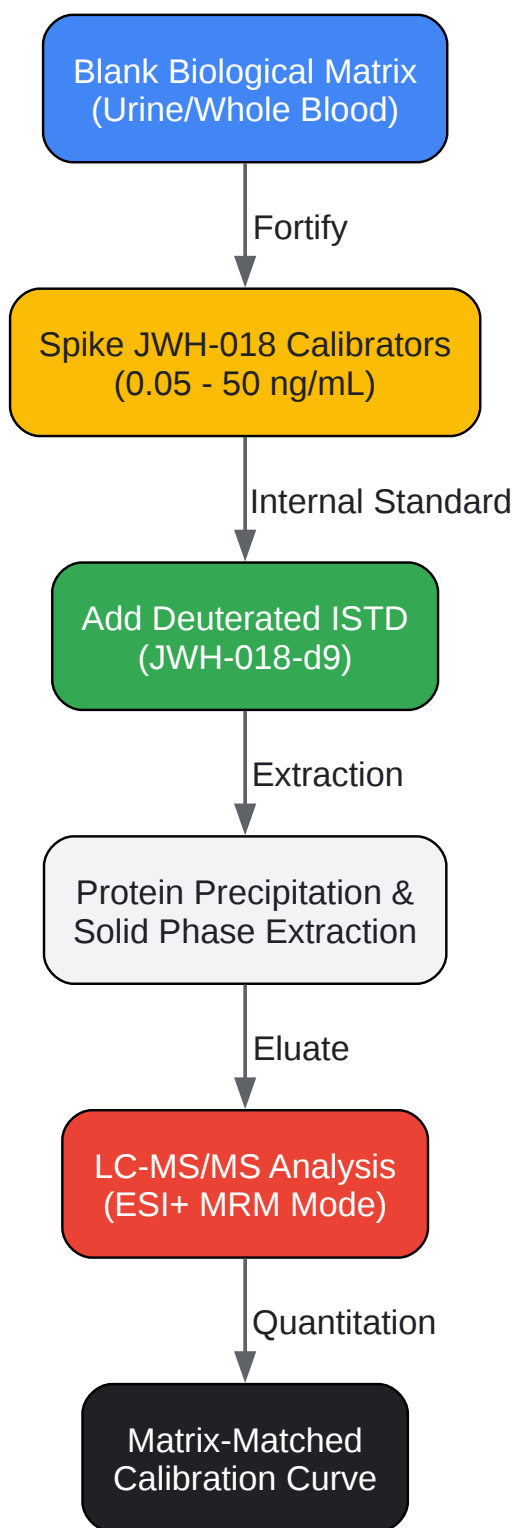 Blank Biological Matrix
(Urine/Whole Blood)
Fortify
Spike JWH-018 Calibrators
(0.05 - 50 ng/mL)
Internal Standard
Add Deuterated ISTD
(JWH-018-d9)
Extraction
Protein Precipitation &
Solid Phase Extraction
Eluate
LC-MS/MS Analysis
(ESI+ MRM Mode)
Quantitation
Matrix-Matched
Calibration Curve